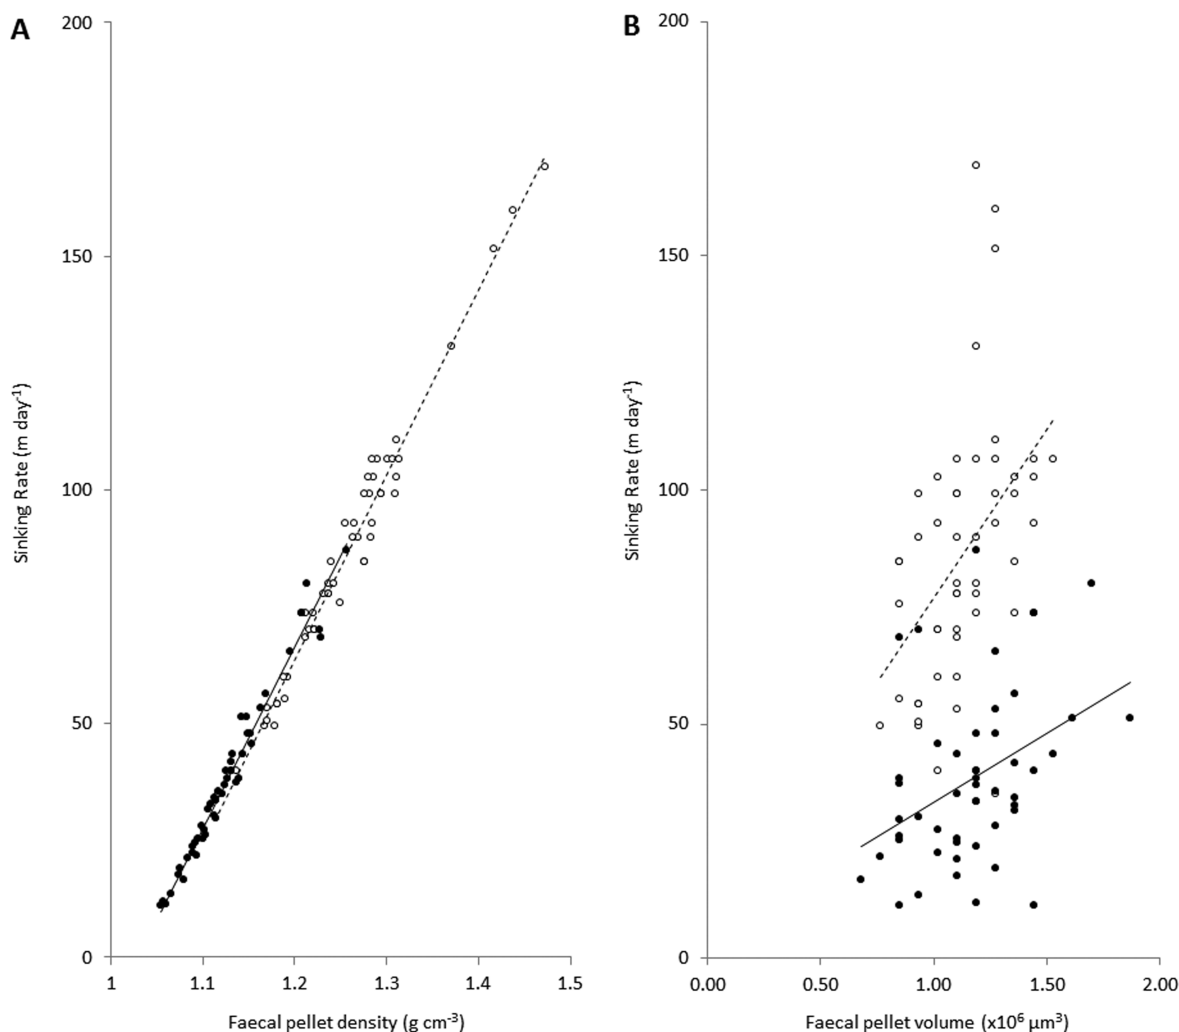 A
200
150
100
50
0
Sinking Rate (m day-1)
1 1.1 1.2 1.3 1.4 1.5
Faecal pellet density (g cm-3)
B
200
150
100
50
0
Sinking Rate (m day-1)
0.00 0.50 1.00 1.50 2.00
Faecal pellet volume (x10⁶ µm³)